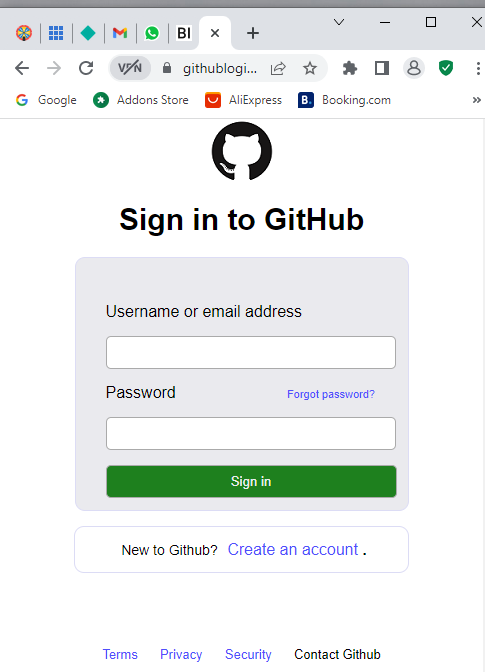 BI
VPN
githublogi...
Google
Addons Store
AliExpress
B.
Booking.com
»
Sign in to GitHub
Username or email address
Password
Forgot password?
Sign in
New to Github? Create an account .
Terms
Privacy
Security
Contact Github